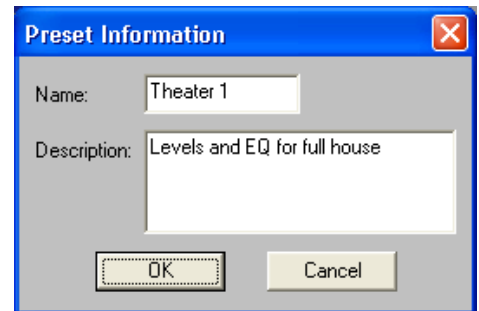 Preset Information
Name: Theater 1
Description: Levels and EQ for full house
OK Cancel